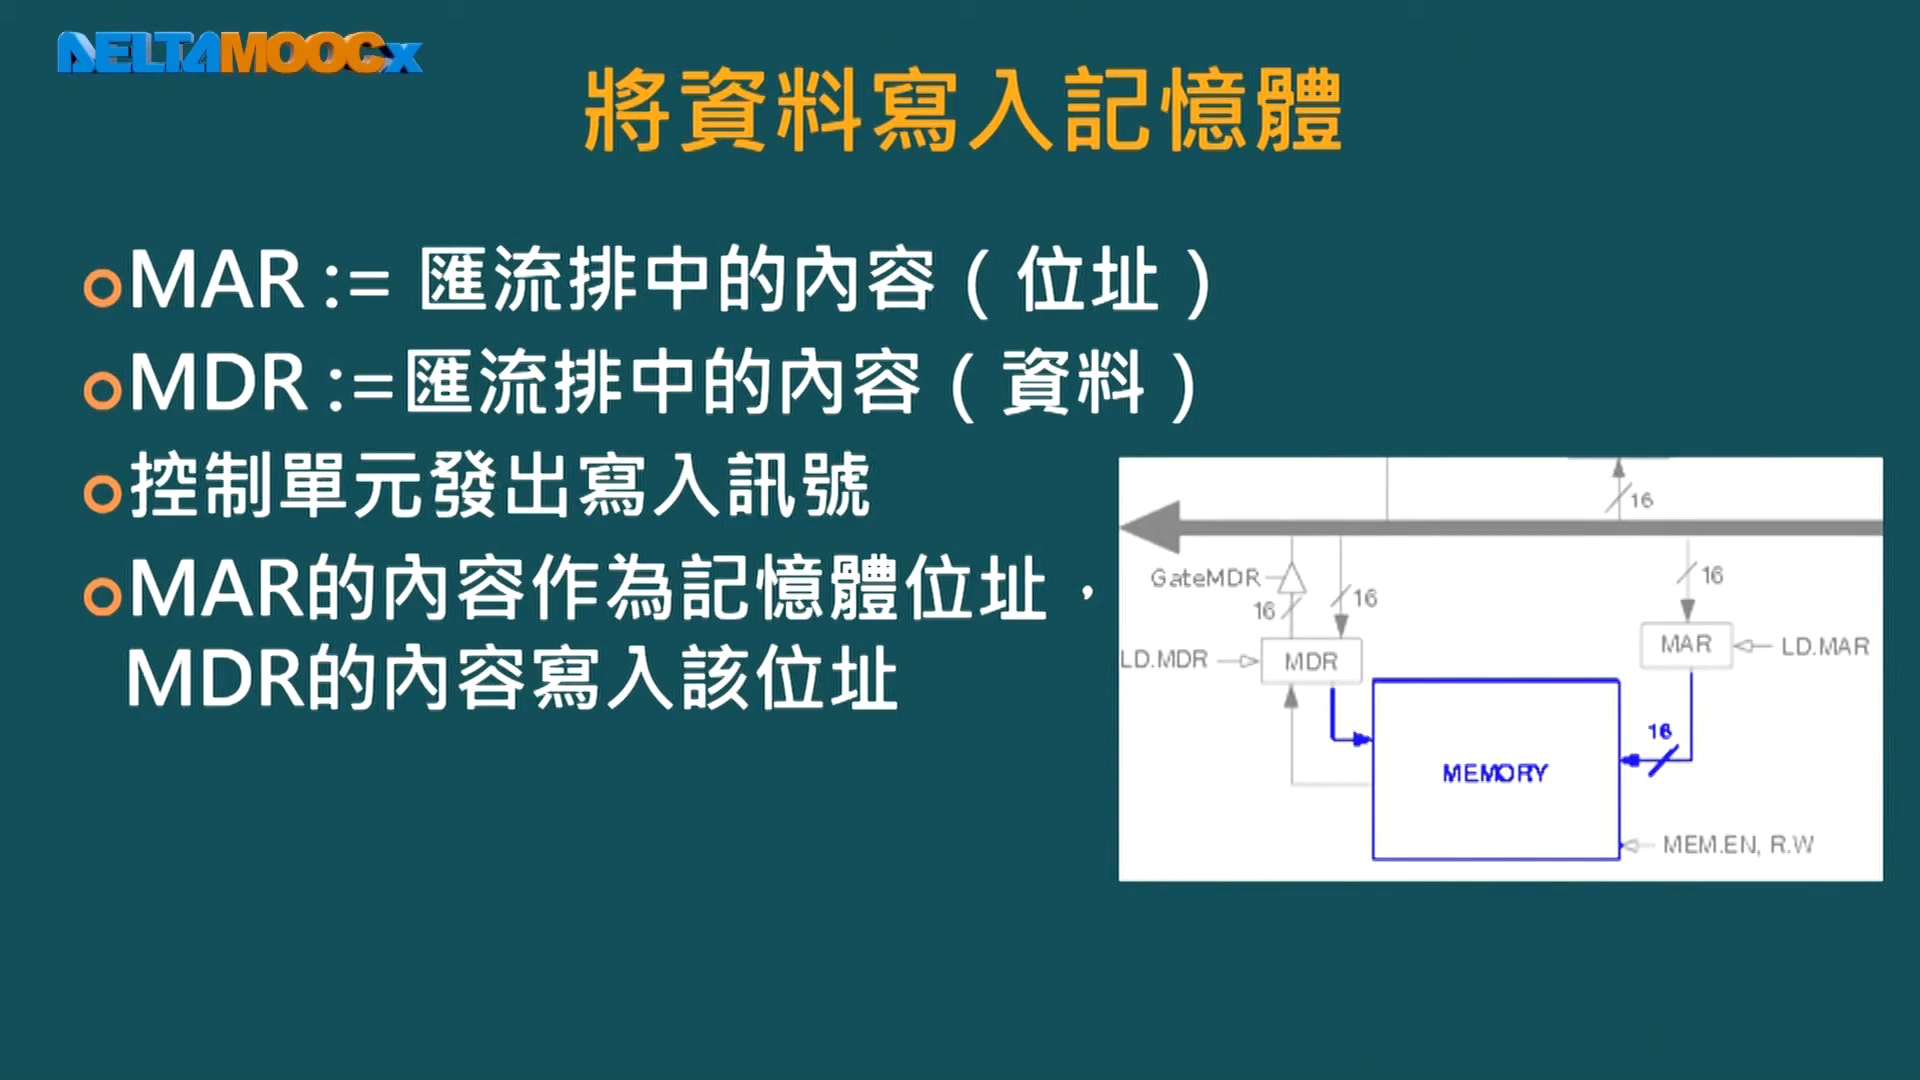 DELTAMOOCx
將資料寫入記憶體
MAR := 匯流排中的內容（位址）
MDR :=匯流排中的內容（資料）
控制單元發出寫入訊號
MAR的內容作為記憶體位址，
MDR的內容寫入該位址
16
GateMDR
16
16
16
LD.MDR
MDR
MAR
LD.MAR
16
MEMORY
MEM.EN, R.W